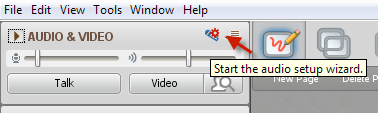 File Edit View Tools Window Help
AUDIO & VIDEO
Start the audio setup wizard.
Talk Video
New Page Delete P